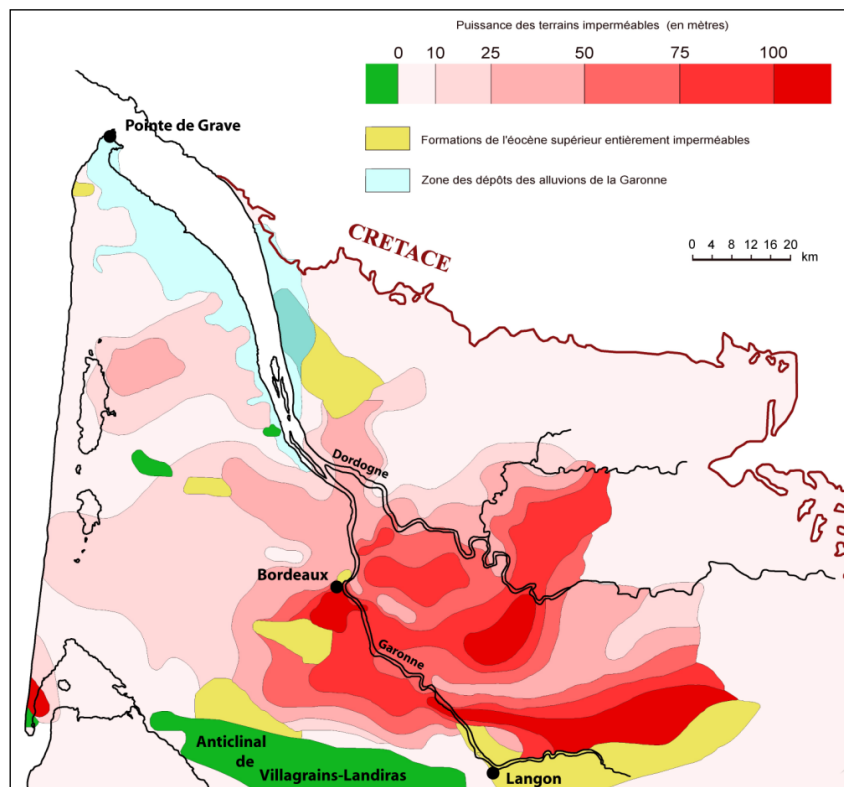 Puissance des terrains imperméables (en mètres)
0 10 25 50 75 100
Formations de l'éocène supérieur entièrement imperméables
Zone des dépôts des alluvions de la Garonne
Pointe de Grave
CRETACE
0 4 8 12 16 20
km
Dordogne
Bordeaux
Garonne
Anticlinal
de
Villagrains-Landiras
Langon